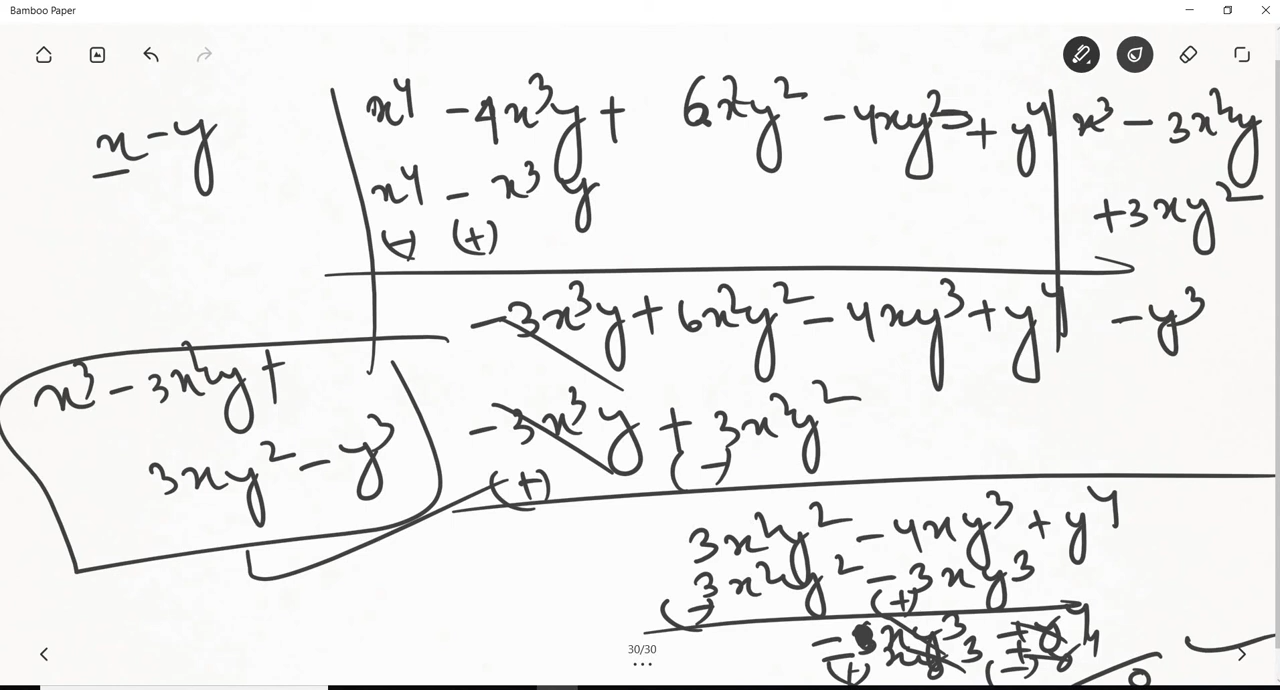 Bamboo Paper
x - y
x⁴ - 4x³y + 6x²y² - 4xy³ + y⁴
x³ - 3x²y
x⁴ - x³y
+3xy²
(-) (+)
-3x³y + 6x²y² - 4xy³ + y⁴
-y³
x³ - 3x²y +
3xy² - y³
-3x³y + 3x²y²
(+) (-)
3x²y² - 4xy³ + y⁴
3x²y² - 3xy³
(-) (+)
30/30
(+) (-)
0